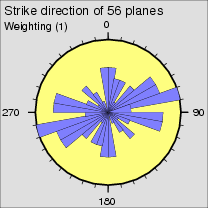 Strike direction of 56 planes
Weighting (1)
0
270
90
180